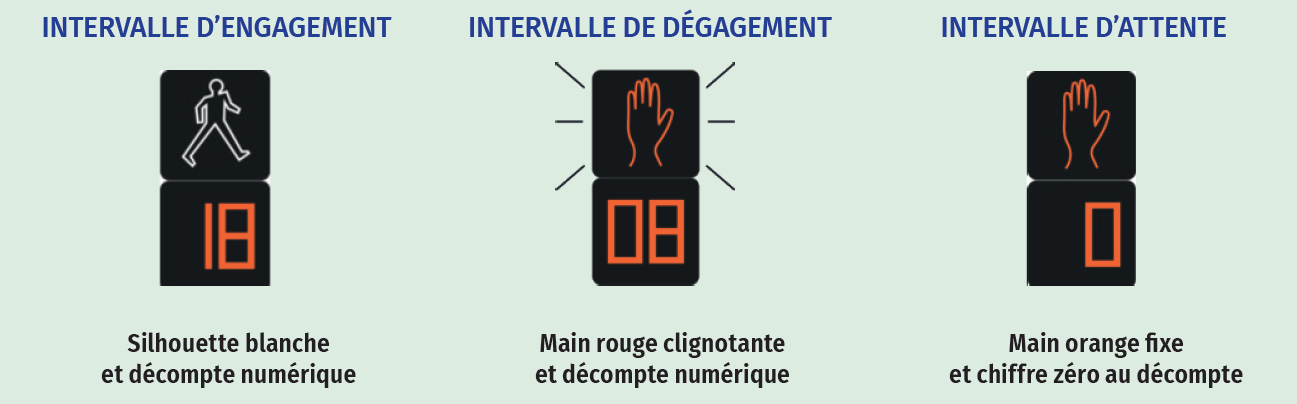 INTERVALLE D’ENGAGEMENT
INTERVALLE DE DÉGAGEMENT
INTERVALLE D’ATTENTE
18
08
0
Silhouette blanche
et décompte numérique
Main rouge clignotante
et décompte numérique
Main orange fixe
et chiffre zéro au décompte